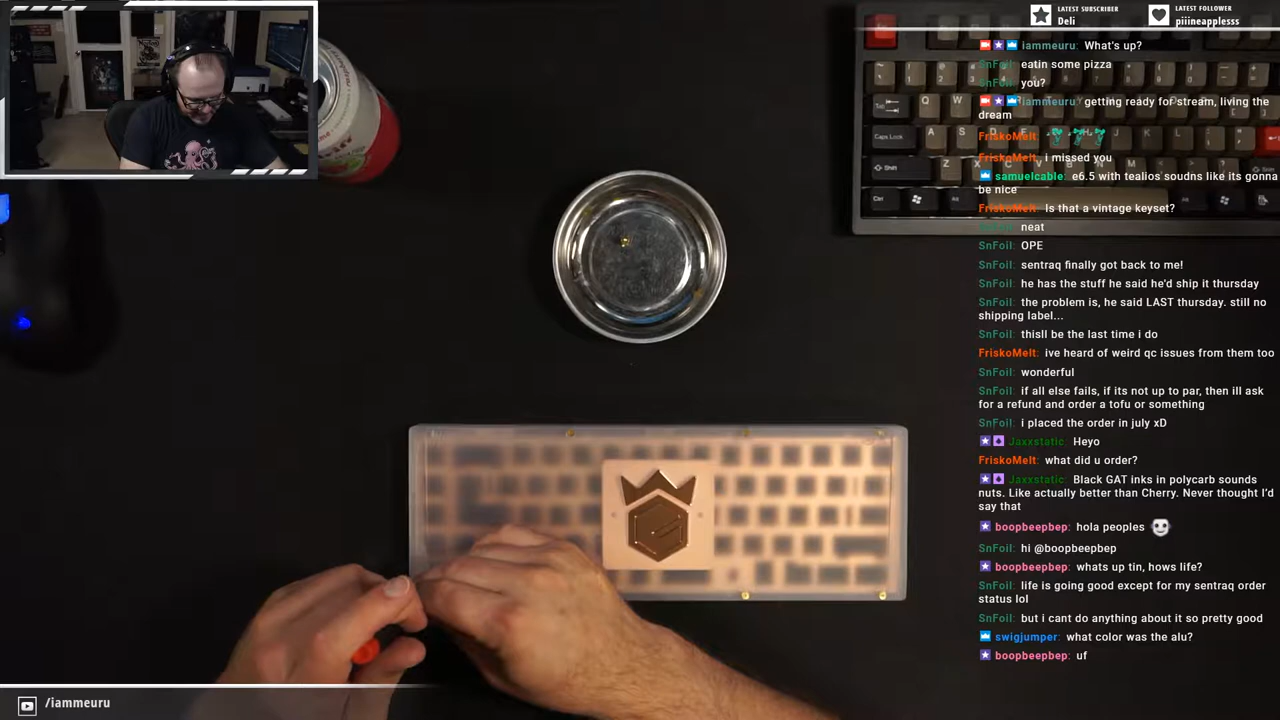 LATEST SUBSCRIBER
Deli
LATEST FOLLOWER
piiineapplesss
iammeuru: What's up?
SnFoil: eatin some pizza
SnFoil: you?
iammeuru: getting ready for stream, living the
dream
FriskoMelt:
FriskoMelt: i missed you
samuelcable: e6.5 with tealios soudns like its gonna
be nice
FriskoMelt: Is that a vintage keyset?
SnFoil: neat
SnFoil: OPE
SnFoil: sentraq finally got back to me!
SnFoil: he has the stuff he said he'd ship it thursday
SnFoil: the problem is, he said LAST thursday. still no
shipping label...
SnFoil: thisll be the last time i do
FriskoMelt: ive heard of weird qc issues from them too
SnFoil: wonderful
SnFoil: if all else fails, if its not up to par, then ill ask
for a refund and order a tofu or something
SnFoil: i placed the order in july xD
Jaxxstatic: Heyo
FriskoMelt: what did u order?
Jaxxstatic: Black GAT inks in polycarb sounds
nuts. Like actually better than Cherry. Never thought I'd
say that
boopbeepbep: hola peoples
SnFoil: hi @boopbeepbep
boopbeepbep: whats up tin, hows life?
SnFoil: life is going good except for my sentraq order
status lol
SnFoil: but i cant do anything about it so pretty good
swigjumper: what color was the alu?
boopbeepbep: uf
Tab
Q
W
Caps Lock
A
S
D
Shift
Z
Ctrl
/iammeuru